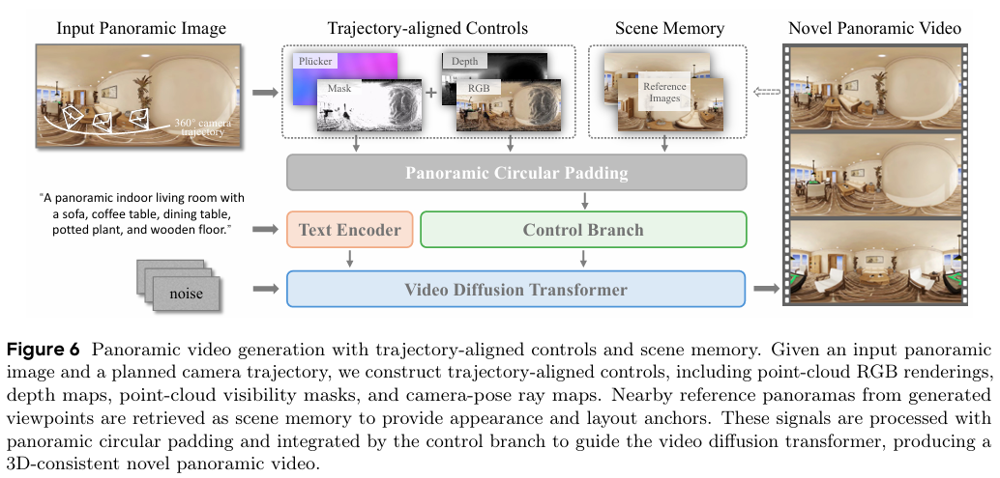 Input Panoramic Image
Trajectory-aligned Controls
Scene Memory
Novel Panoramic Video
Plücker
Depth
Mask
+
RGB
Reference
Images
360° camera
trajectory
Panoramic Circular Padding
"A panoramic indoor living room with
a sofa, coffee table, dining table,
potted plant, and wooden floor."
Text Encoder
Control Branch
noise
Video Diffusion Transformer
Figure 6 Panoramic video generation with trajectory-aligned controls and scene memory. Given an input panoramic
image and a planned camera trajectory, we construct trajectory-aligned controls, including point-cloud RGB renderings,
depth maps, point-cloud visibility masks, and camera-pose ray maps. Nearby reference panoramas from generated
viewpoints are retrieved as scene memory to provide appearance and layout anchors. These signals are processed with
panoramic circular padding and integrated by the control branch to guide the video diffusion transformer, producing a
3D-consistent novel panoramic video.